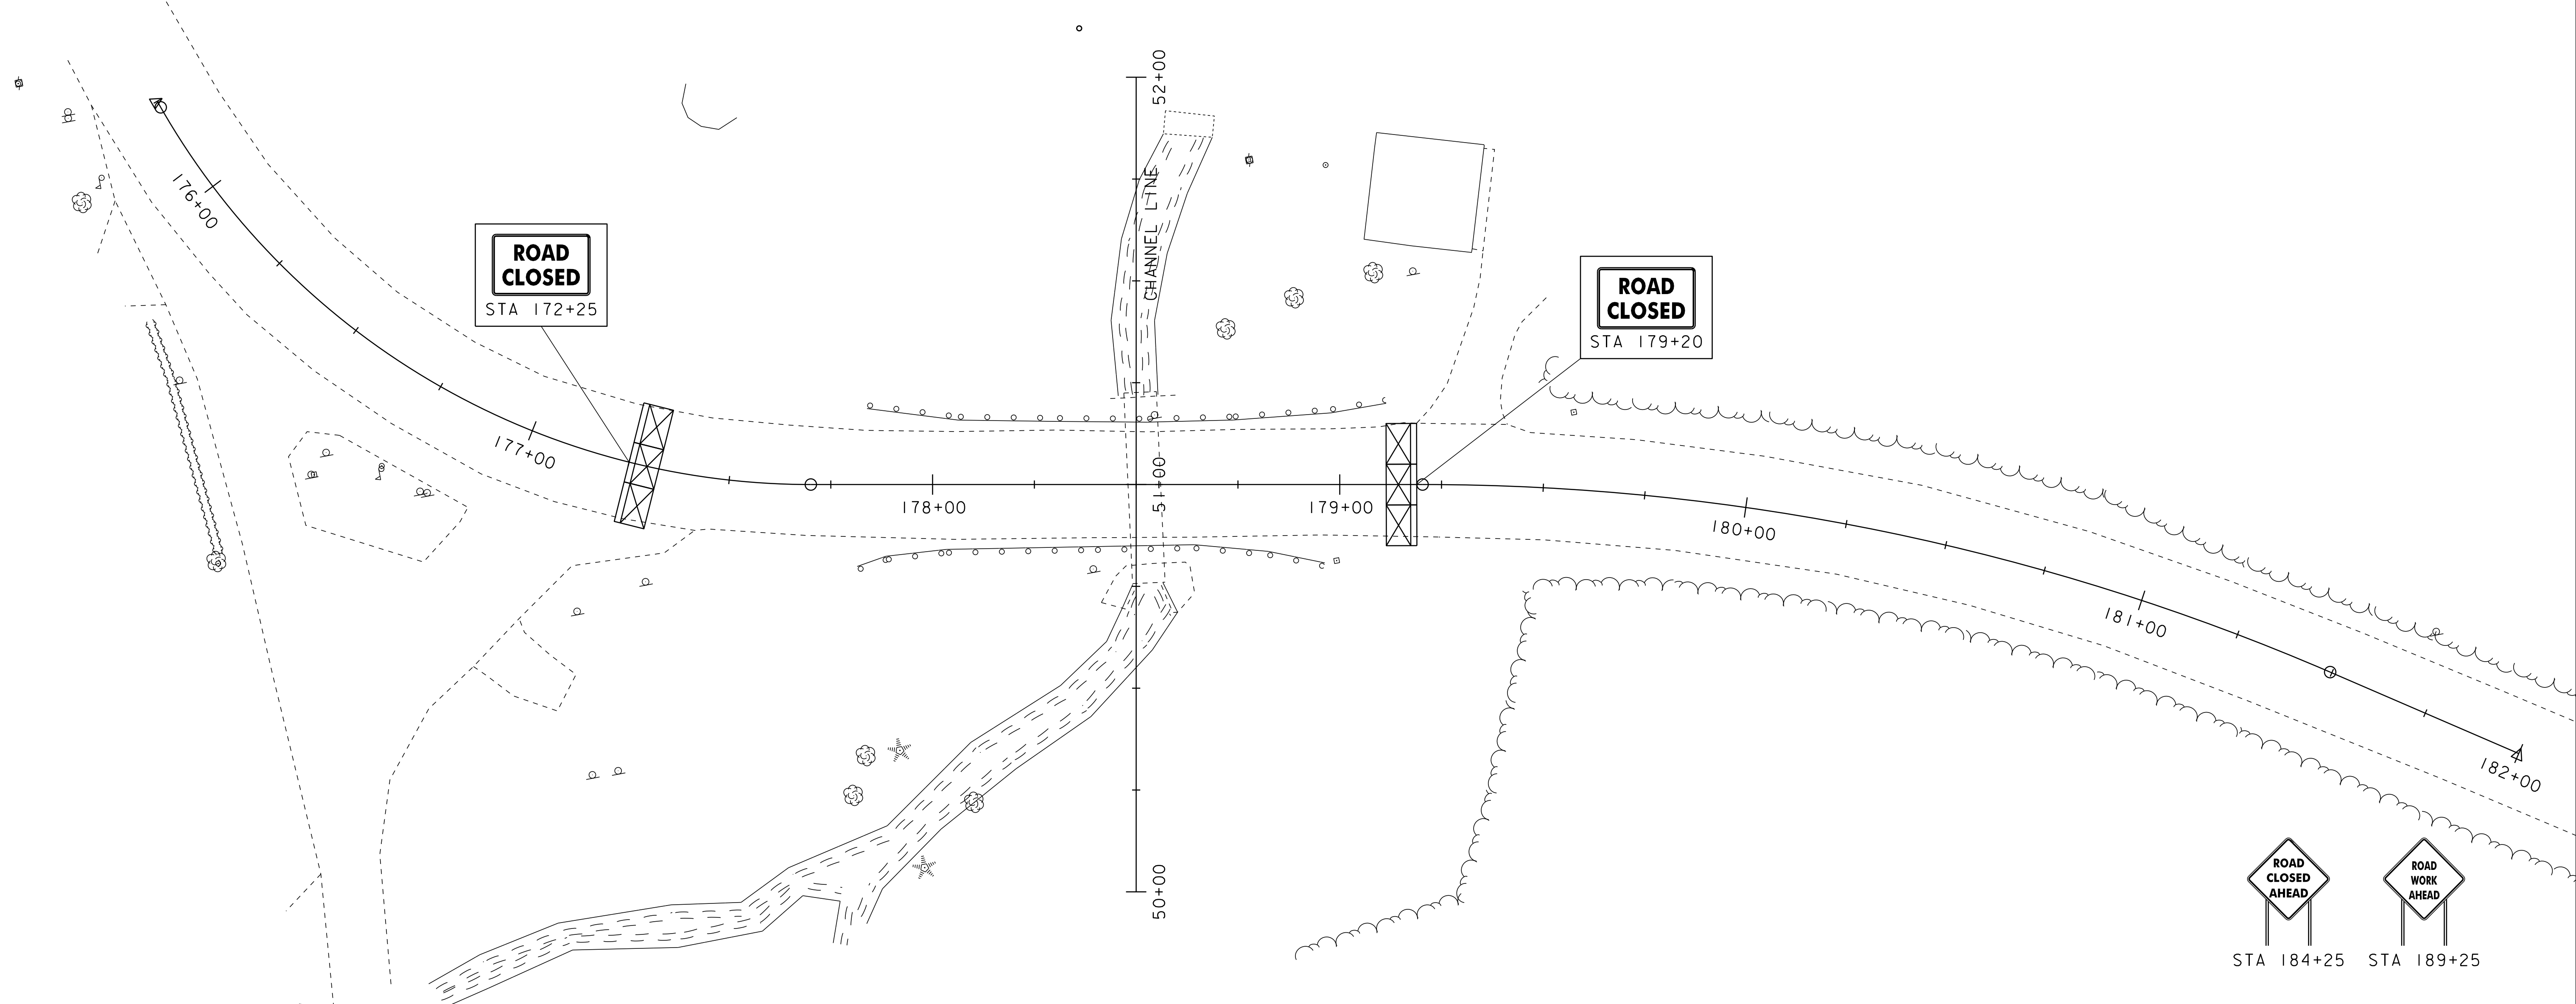 52+00
CHANNEL LINE
176+00
ROAD
CLOSED
STA 172+25
ROAD
CLOSED
STA 179+20
177+00
51+00
178+00
179+00
180+00
181+00
182+00
50+00
ROAD
CLOSED
AHEAD
STA 184+25
ROAD
WORK
AHEAD
STA 189+25